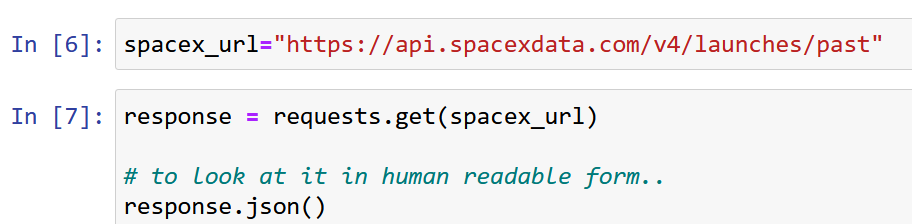 In [6]: spacex_url="https://api.spacexdata.com/v4/launches/past"
In [7]: response = requests.get(spacex_url)
# to look at it in human readable form..
response.json()